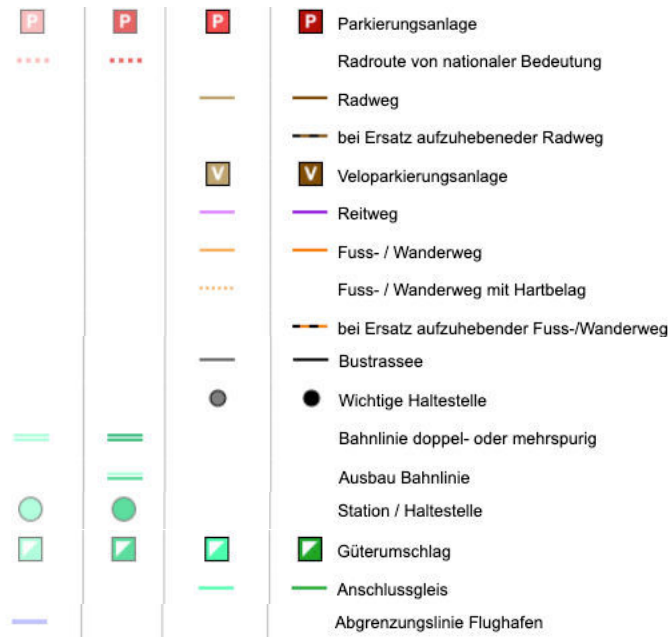 P P P P Parkierungsanlage
Radroute von nationaler Bedeutung
Radweg
bei Ersatz aufzuhebeneder Radweg
V V Veloparkierungsanlage
Reitweg
Fuss- / Wanderweg
Fuss- / Wanderweg mit Hartbelag
bei Ersatz aufzuhebender Fuss-/Wanderweg
Bustrassee
Wichtige Haltestelle
Bahnlinie doppel- oder mehrspurig
Ausbau Bahnlinie
Station / Haltestelle
Güterumschlag
Anschlussgleis
Abgrenzungslinie Flughafen